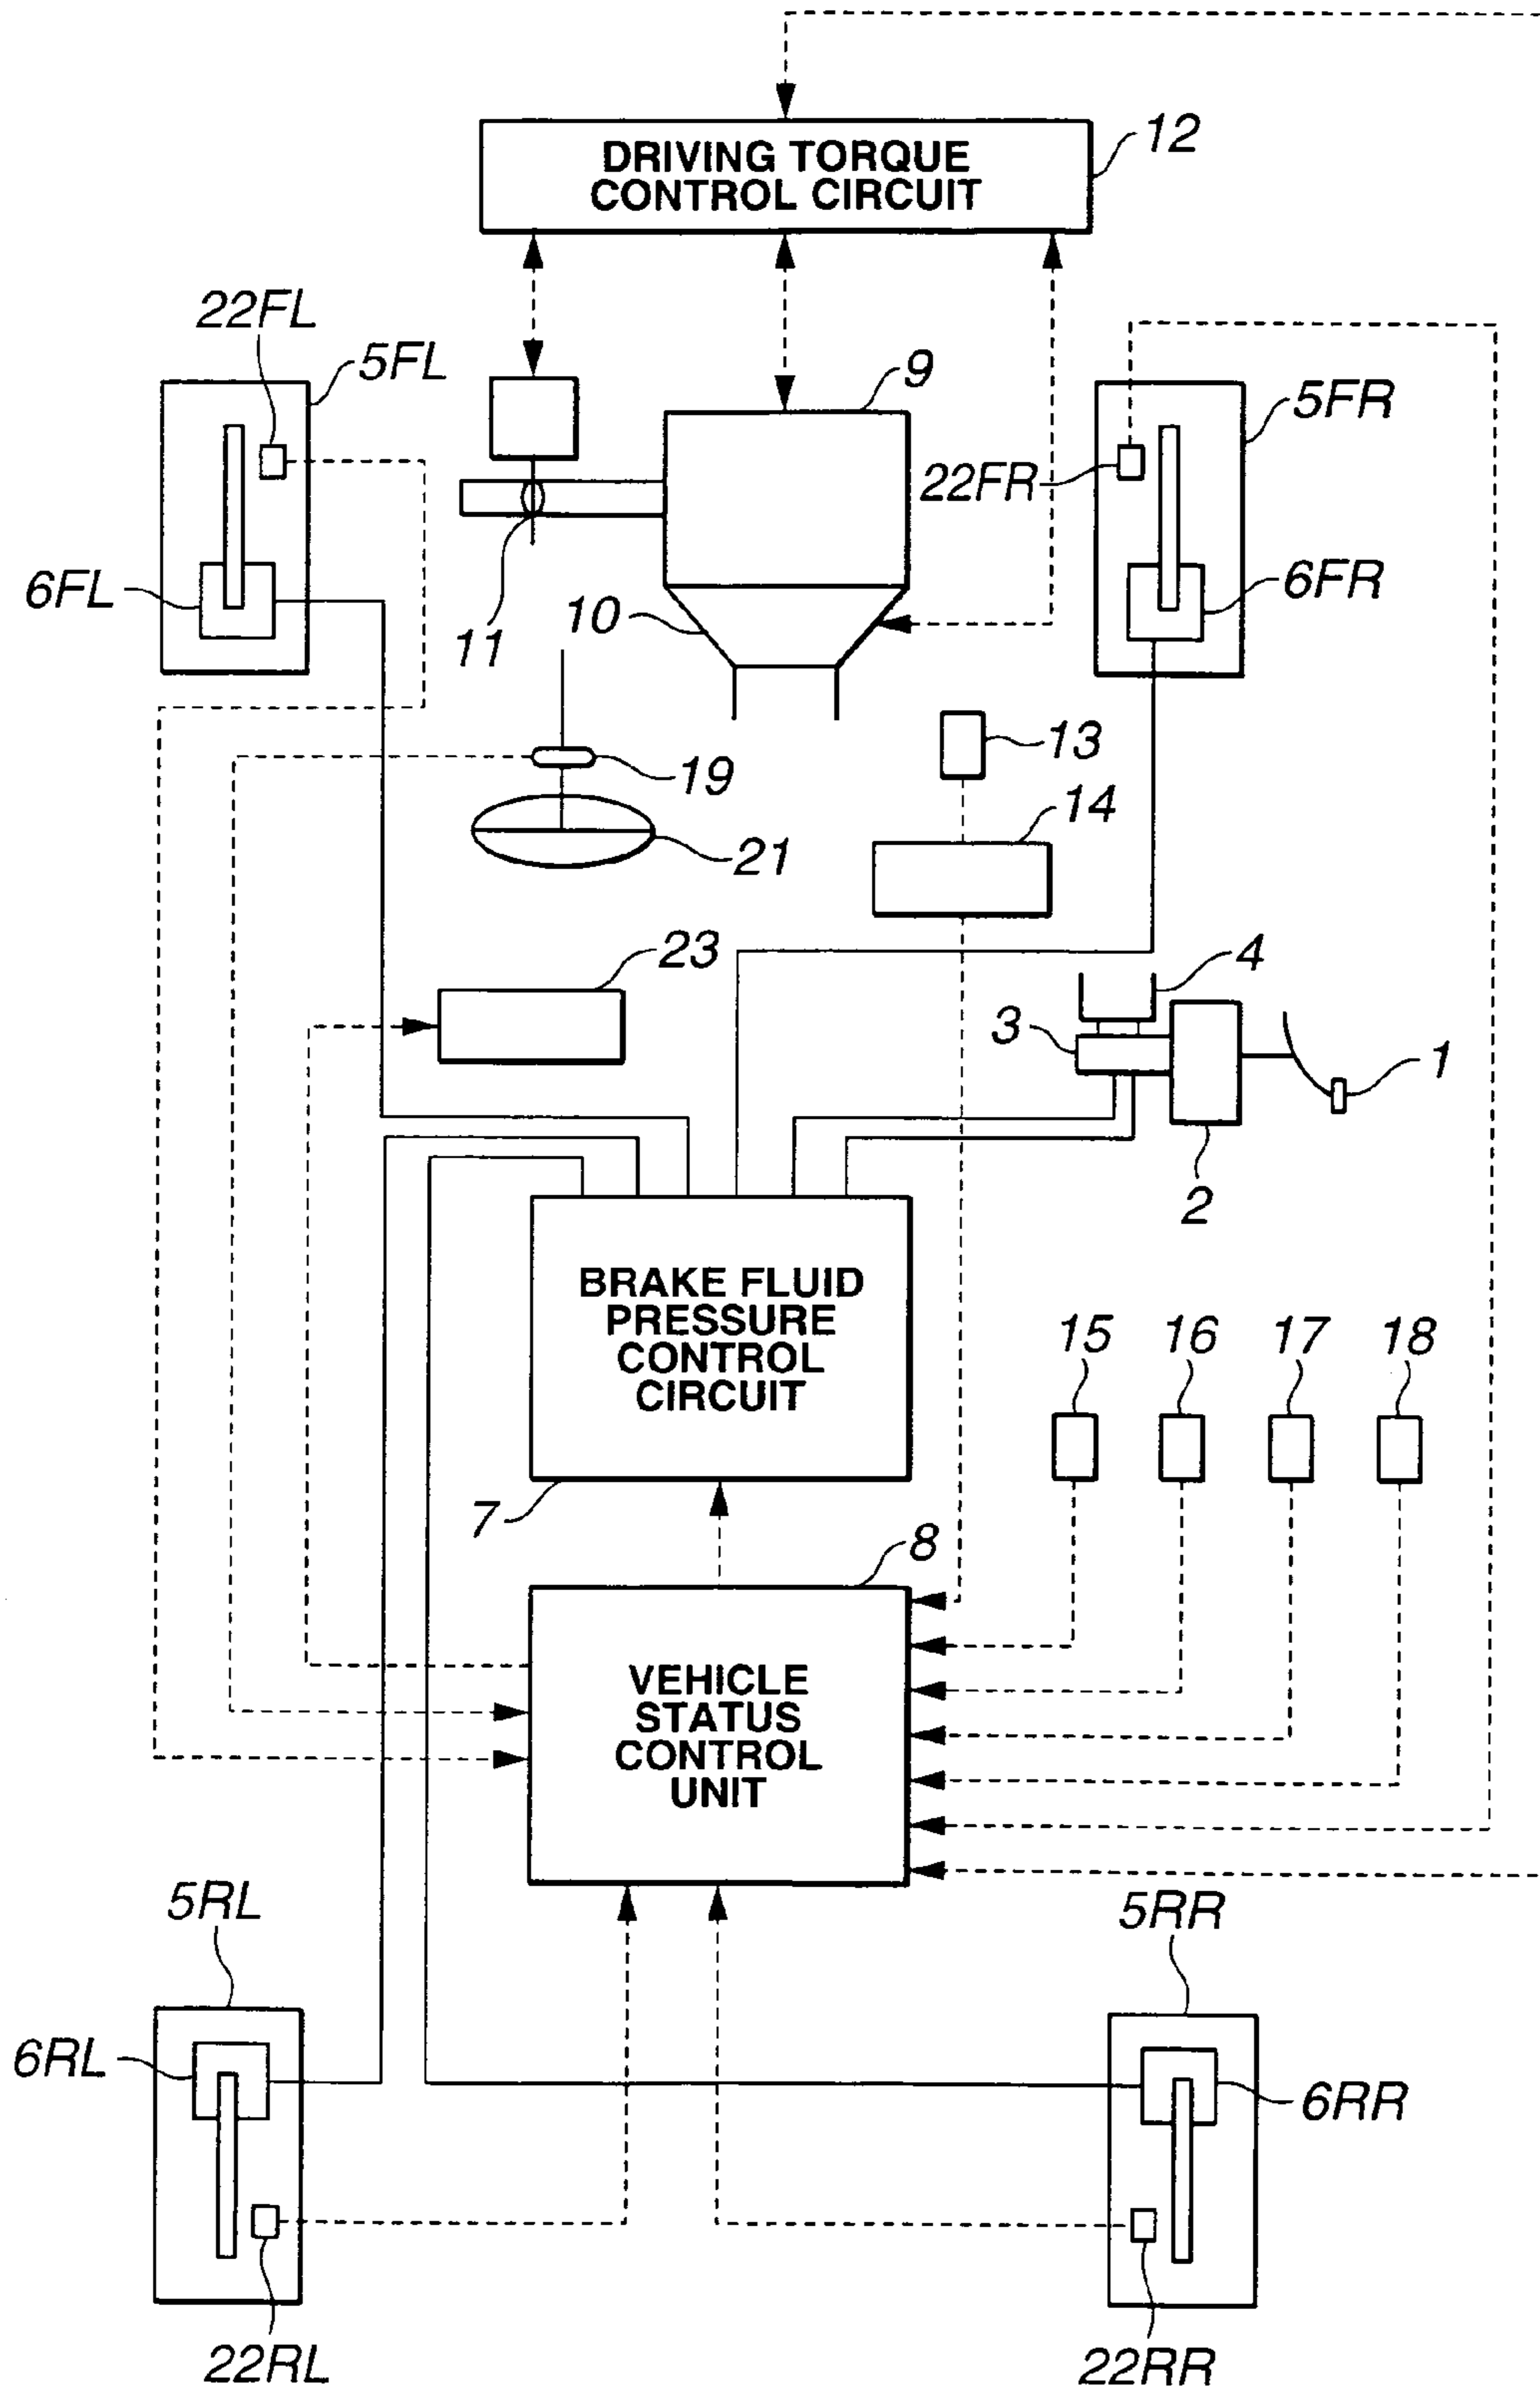 DRIVING TORQUE
CONTROL CIRCUIT
12
22FL
5FL
9
5FR
22FR
6FL
11
10
6FR
13
19
14
21
23
4
3
1
2
BRAKE FLUID
PRESSURE
CONTROL
CIRCUIT
15
16
17
18
7
8
VEHICLE
STATUS
CONTROL
UNIT
5RL
5RR
6RL
6RR
22RL
22RR